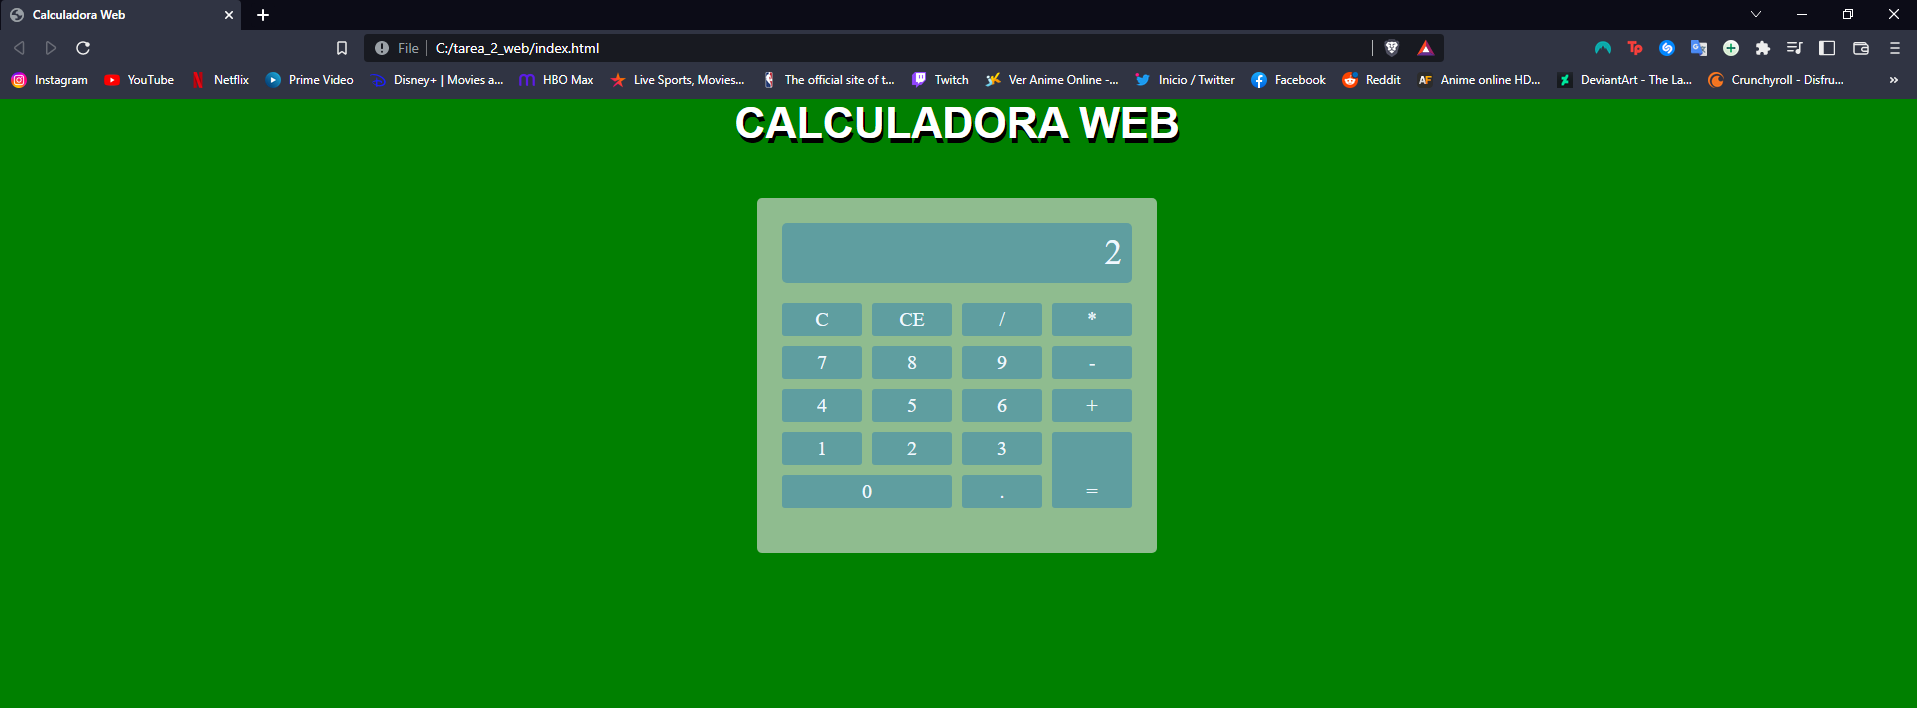 Calculadora Web
File C:/tarea_2_web/index.html
Instagram YouTube Netflix Prime Video Disney+ | Movies a... HBO Max Live Sports, Movies... The official site of t... Twitch Ver Anime Online -... Inicio / Twitter Facebook Reddit AF Anime online HD... DeviantArt - The La... Crunchyroll - Disfru... »
CALCULADORA WEB
2
C CE / *
7 8 9 -
4 5 6 +
1 2 3
0 . =